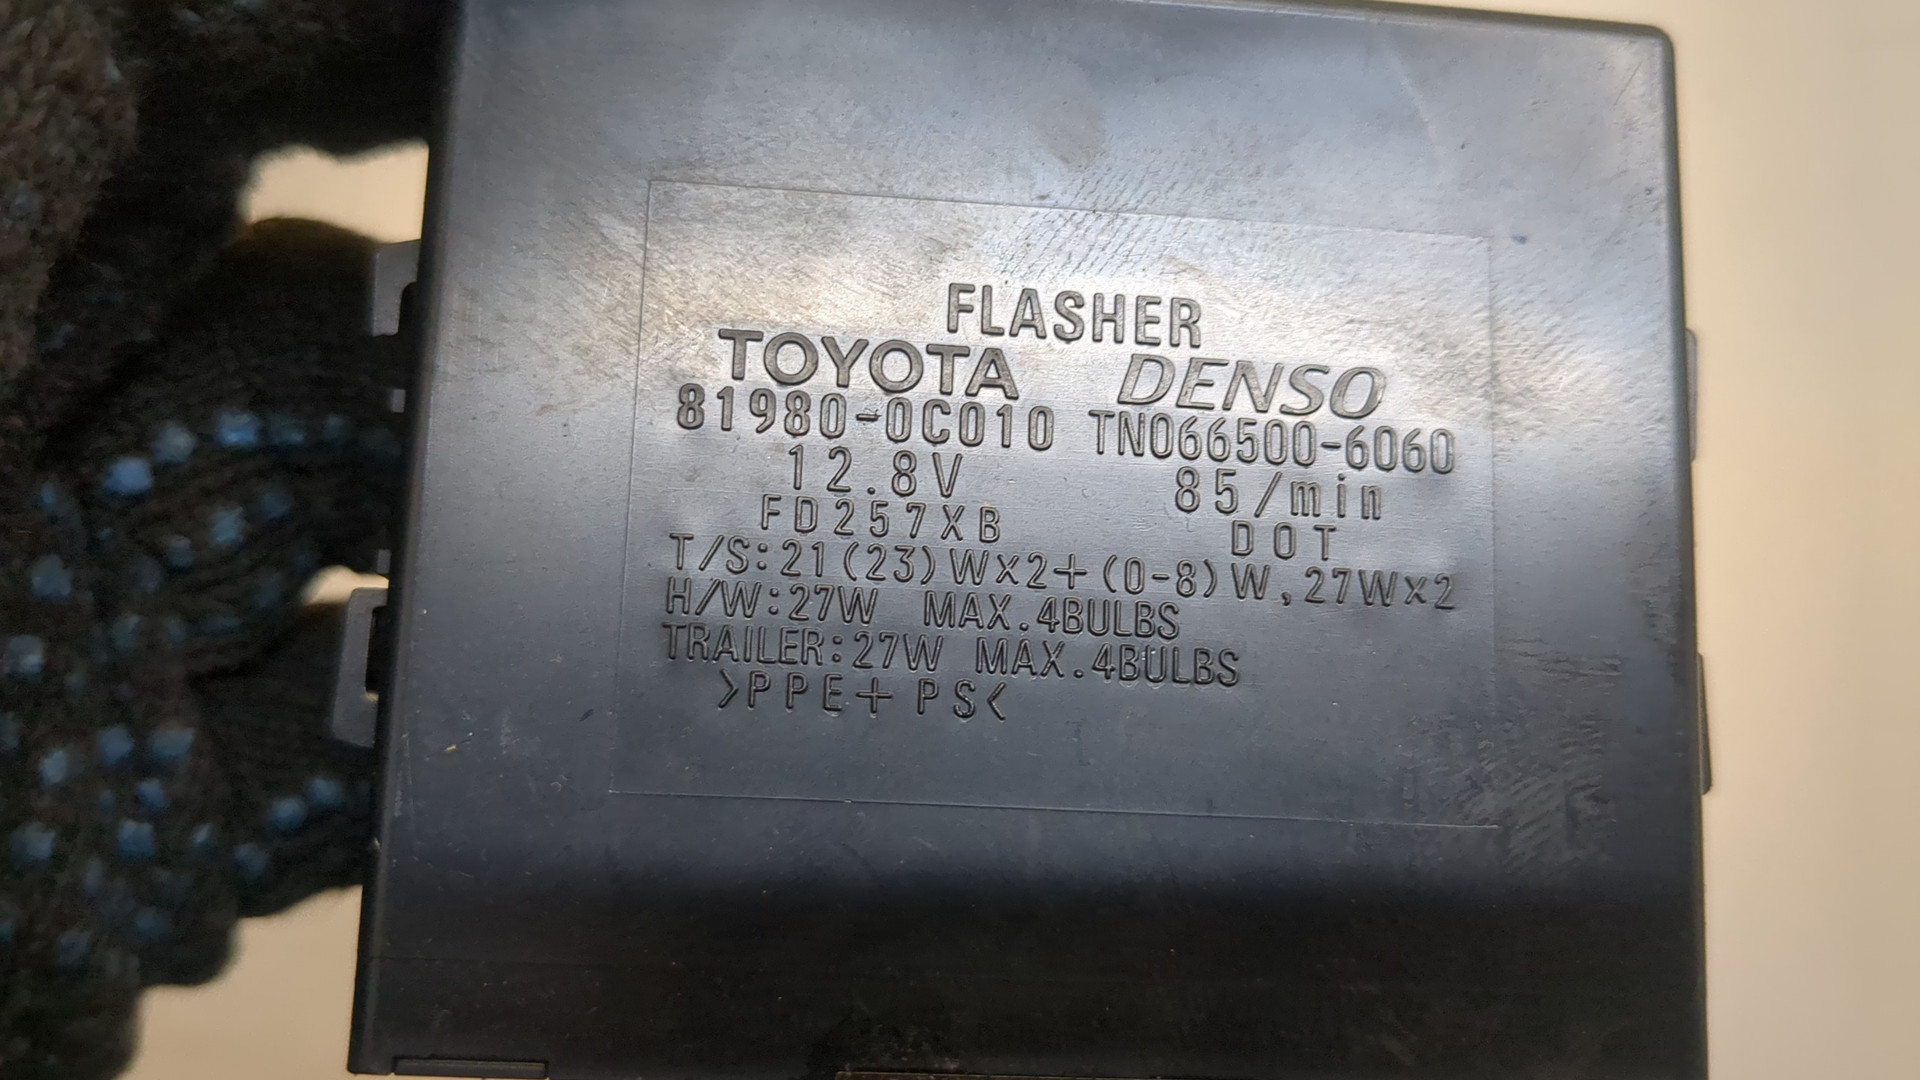 FLASHER
TOYOTA DENSO
81980-0C010 TN066500-6060
12.8V 85/min
FD257XB DOT
T/S:21(23)W×2+(0-8)W,27W×2
H/W:27W MAX.4BULBS
TRAILER:27W MAX.4BULBS
>PPE+PS<